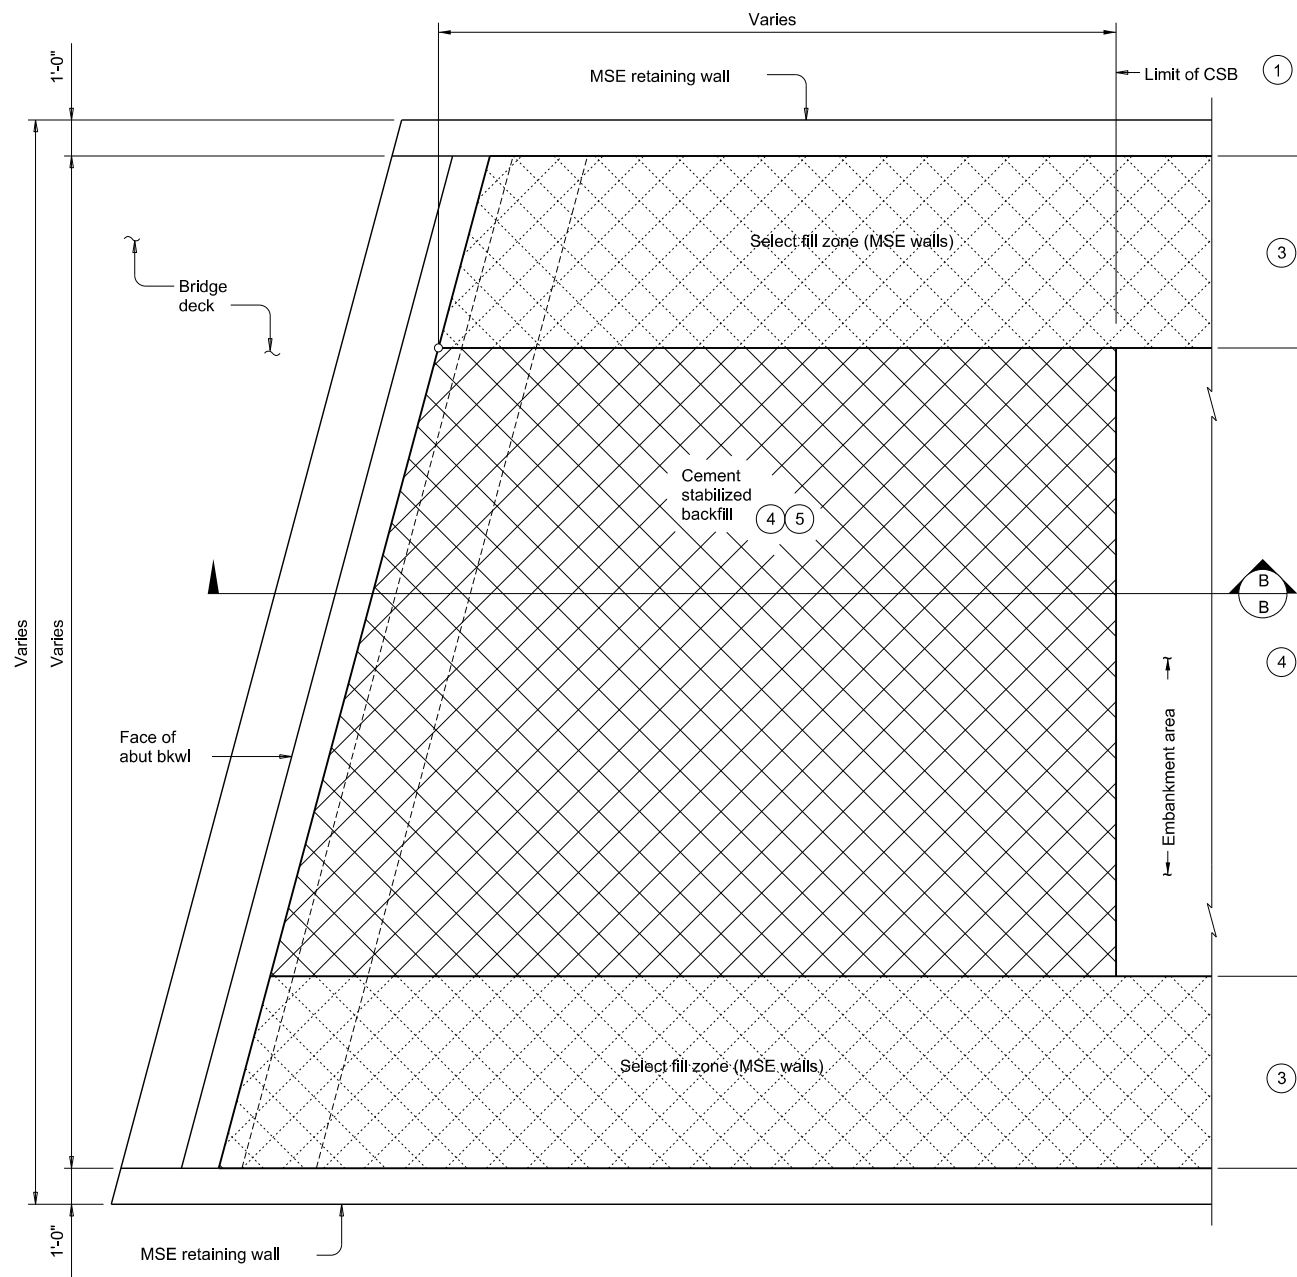 Varies
1'-0"
MSE retaining wall
Limit of CSB
1
Select fill zone (MSE walls)
3
Bridge
deck
Cement
stabilized
backfill
4
5
B
B
Varies
Varies
4
Face of
abut bkwl
Embankment area
Select fill zone (MSE walls)
3
1'-0"
MSE retaining wall